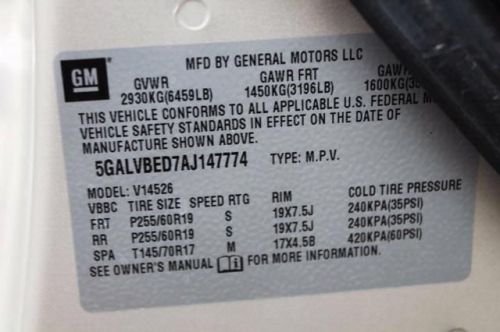 GM
MFD BY GENERAL MOTORS LLC
GVWR GAWR FRT GAWR
2930KG(6459LB) 1450KG(3196LB) 1600KG(
THIS VEHICLE CONFORMS TO ALL APPLICABLE U.S. FEDERAL
VEHICLE SAFETY STANDARDS IN EFFECT ON THE DATE OF
MANUFACTURE SHOWN ABOVE.
5GALVBED7AJ147774 TYPE: M.P.V.
MODEL: V14526
VBBC TIRE SIZE SPEED RTG RIM COLD TIRE PRESSURE
FRT P255/60R19 S 19X7.5J 240KPA(35PSI)
RR P255/60R19 S 19X7.5J 240KPA(35PSI)
SPA T145/70R17 M 17X4.5B 420KPA(60PSI)
SEE OWNER'S MANUAL FOR MORE INFORMATION.